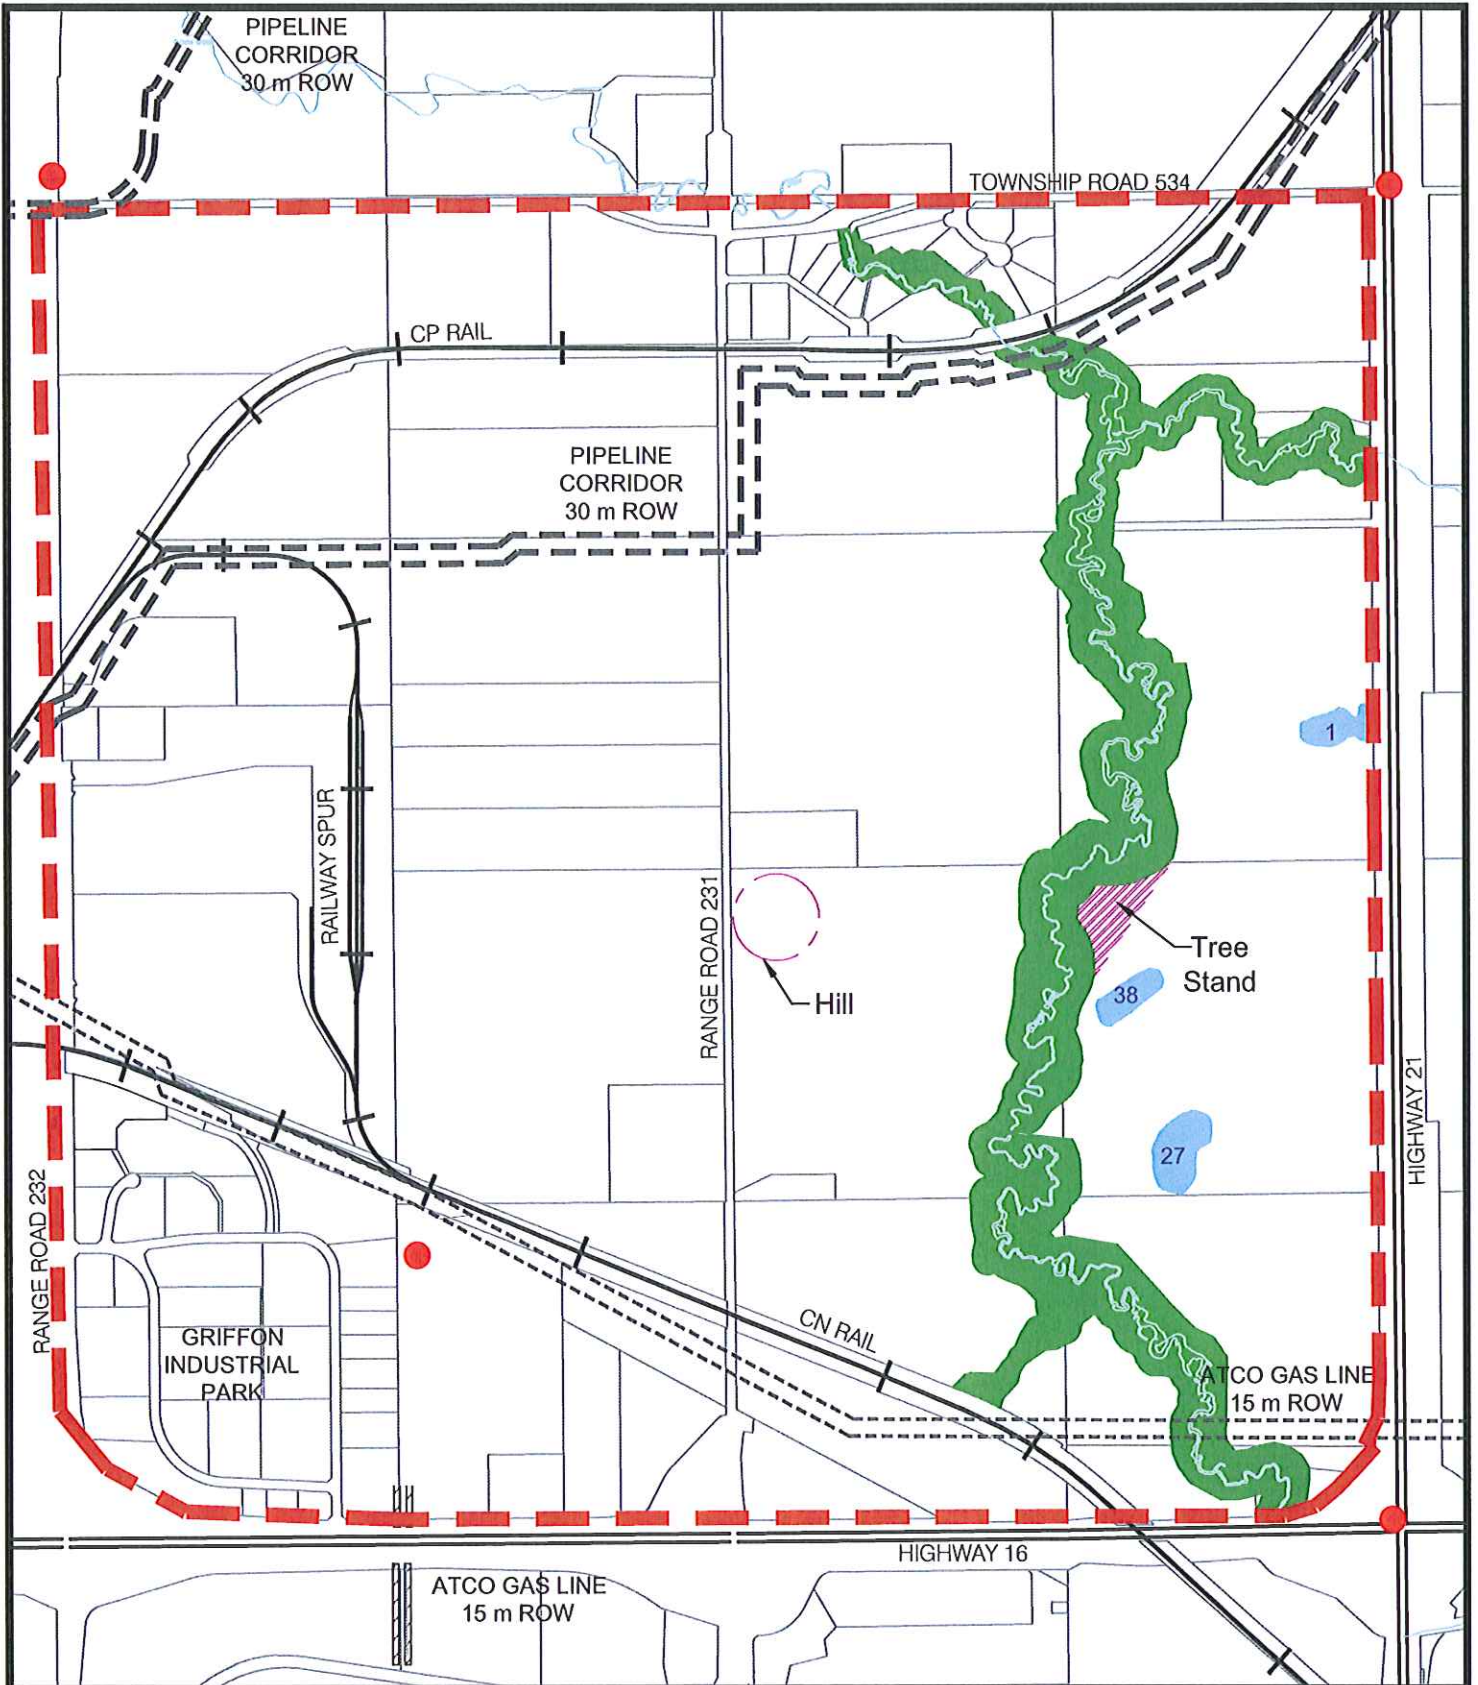 PIPELINE
CORRIDOR
30 m ROW
TOWNSHIP ROAD 534
CP RAIL
PIPELINE
CORRIDOR
30 m ROW
1
RAILWAY SPUR
RANGE ROAD 231
Tree
Stand
38
Hill
HIGHWAY 21
27
RANGE ROAD 232
CN RAIL
GRIFFON
INDUSTRIAL
PARK
ATCO GAS LINE
15 m ROW
HIGHWAY 16
ATCO GAS LINE
15 m ROW